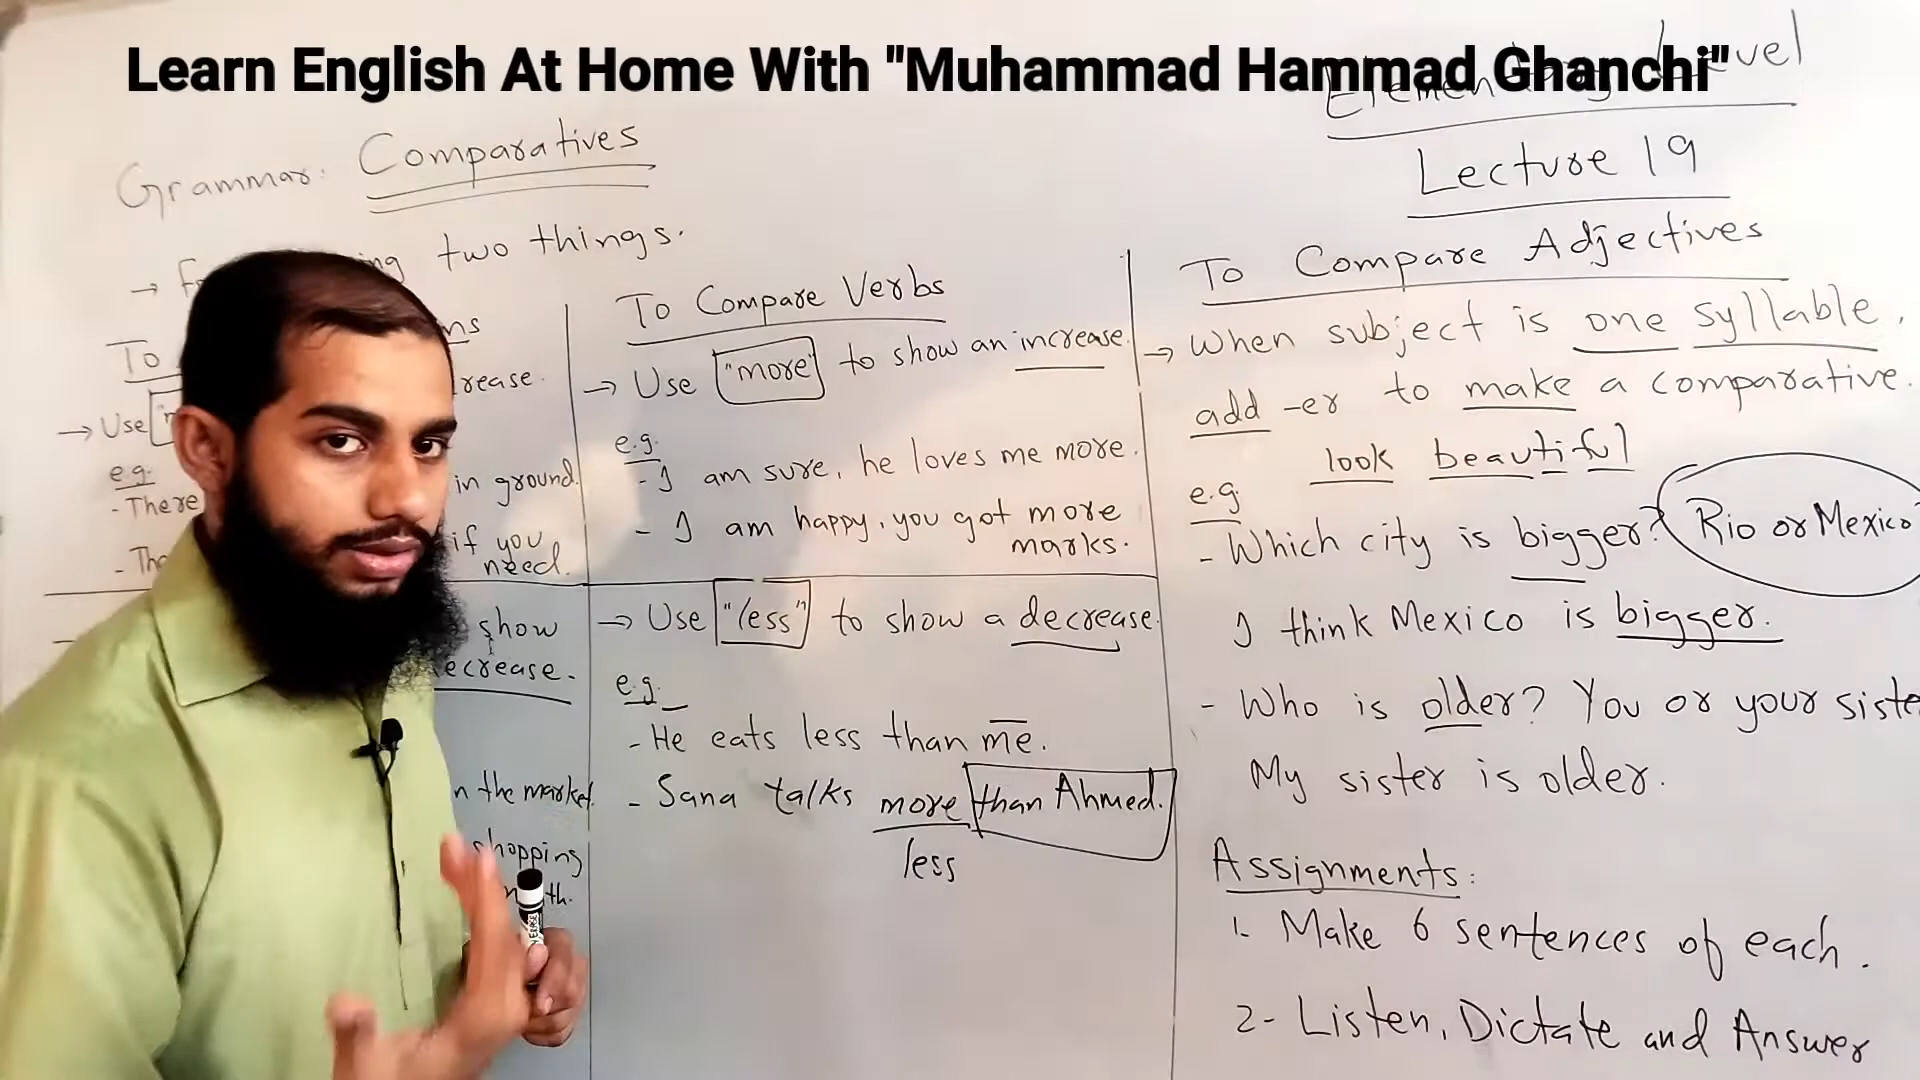 Learn English At Home With "Muhammad Hammad Ghanchi"
Elementary Level
Lecture 19
Grammar: Comparatives
two things.
To
rease.
Use
e.g.
- There
in ground.
if you
need.
show
ecrease.
n the market.
shopping
th.
To Compare Verbs
→ Use "more" to show an increase.
e.g.
- I am sure, he loves me more.
- I am happy, you got more
marks.
→ Use "less" to show a decrease.
e.g.
- He eats less than me.
- Sana talks more than Ahmed.
less
To Compare Adjectives
→ When subject is one syllable,
add -er to make a comparative.
look beautiful
e.g.
- Which city is bigger? Rio or Mexico
I think Mexico is bigger.
- Who is older? You or your siste
My sister is older.
Assignments:
1. Make 6 sentences of each.
2- Listen, Dictate and Answer